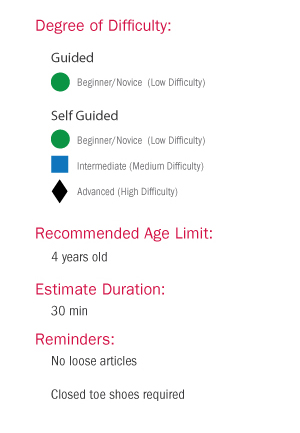 Degree of Difficulty:
Guided
Beginner/Novice (Low Difficulty)
Self Guided
Beginner/Novice (Low Difficulty)
Intermediate (Medium Difficulty)
Advanced (High Difficulty)
Recommended Age Limit:
4 years old
Estimate Duration:
30 min
Reminders:
No loose articles
Closed toe shoes required